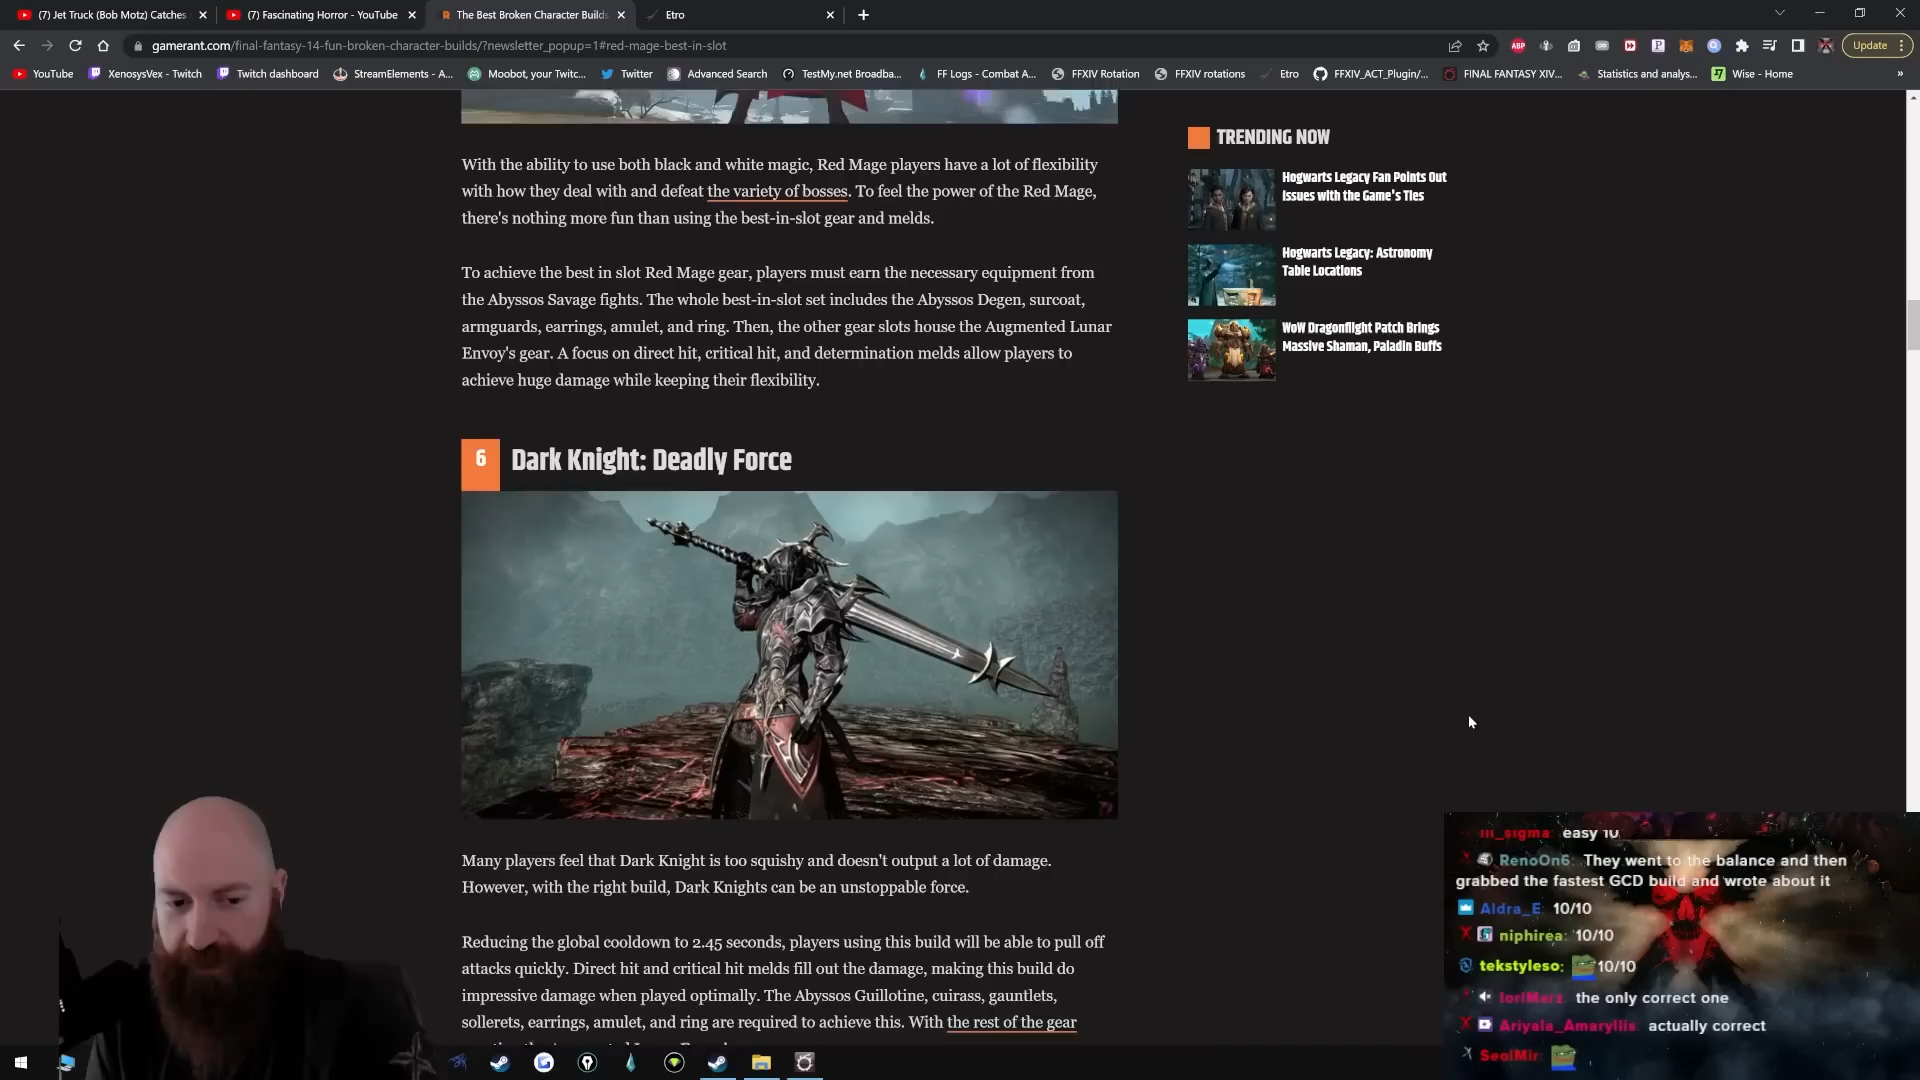 (7) Jet Truck (Bob Motz) Catches
(7) Fascinating Horror - YouTube
The Best Broken Character Builds
Etro
gamerant.com/final-fantasy-14-fun-broken-character-builds/?newsletter_popup=1#red-mage-best-in-slot
ABP
Update
YouTube
XenosysVex - Twitch
Twitch dashboard
StreamElements - A...
Moobot, your Twitc...
Twitter
Advanced Search
TestMy.net Broadba...
FF Logs - Combat A...
FFXIV Rotation
FFXIV rotations
Etro
FFXIV_ACT_Plugin/...
FINAL FANTASY XIV...
Statistics and analys...
Wise - Home
With the ability to use both black and white magic, Red Mage players have a lot of flexibility
with how they deal with and defeat the variety of bosses. To feel the power of the Red Mage,
there's nothing more fun than using the best-in-slot gear and melds.
To achieve the best in slot Red Mage gear, players must earn the necessary equipment from
the Abyssos Savage fights. The whole best-in-slot set includes the Abyssos Degen, surcoat,
armguards, earrings, amulet, and ring. Then, the other gear slots house the Augmented Lunar
Envoy's gear. A focus on direct hit, critical hit, and determination melds allow players to
achieve huge damage while keeping their flexibility.
TRENDING NOW
Hogwarts Legacy Fan Points Out
Issues with the Game's Ties
Hogwarts Legacy: Astronomy
Table Locations
WoW Dragonflight Patch Brings
Massive Shaman, Paladin Buffs
6 Dark Knight: Deadly Force
Many players feel that Dark Knight is too squishy and doesn't output a lot of damage.
However, with the right build, Dark Knights can be an unstoppable force.
Reducing the global cooldown to 2.45 seconds, players using this build will be able to pull off
attacks quickly. Direct hit and critical hit melds fill out the damage, making this build do
impressive damage when played optimally. The Abyssos Guillotine, cuirass, gauntlets,
sollerets, earrings, amulet, and ring are required to achieve this. With the rest of the gear
easy 10
RenoOn6: They went to the balance and then
grabbed the fastest GCD build and wrote about it
Aldra_E: 10/10
niphirea: 10/10
tekstyleso: 10/10
loriMarz: the only correct one
Ariyala_Amaryllis: actually correct
SeolMir: